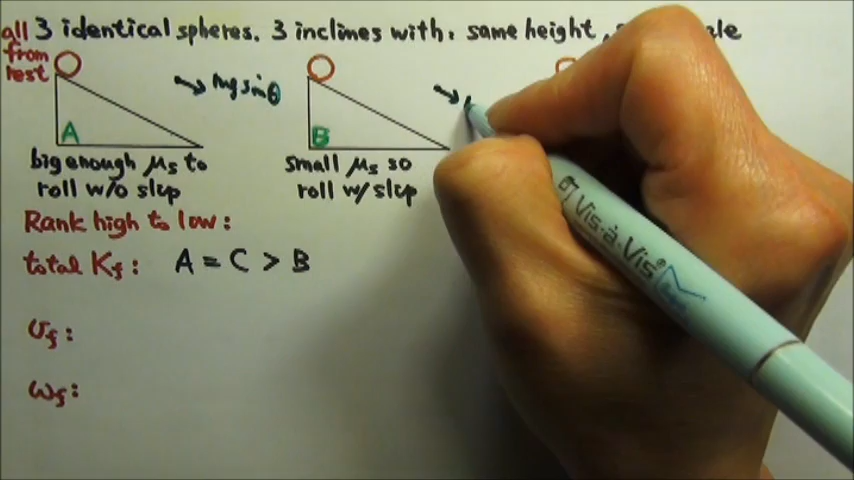 all 3 identical spheres. 3 inclines with: same height,
from rest
mg sinθ
A
B
big enough μs to
roll w/o slip
small μs so
roll w/ slip
Rank high to low:
total Kf: A = C > B
vf:
ωf:
Vis-à-Vis